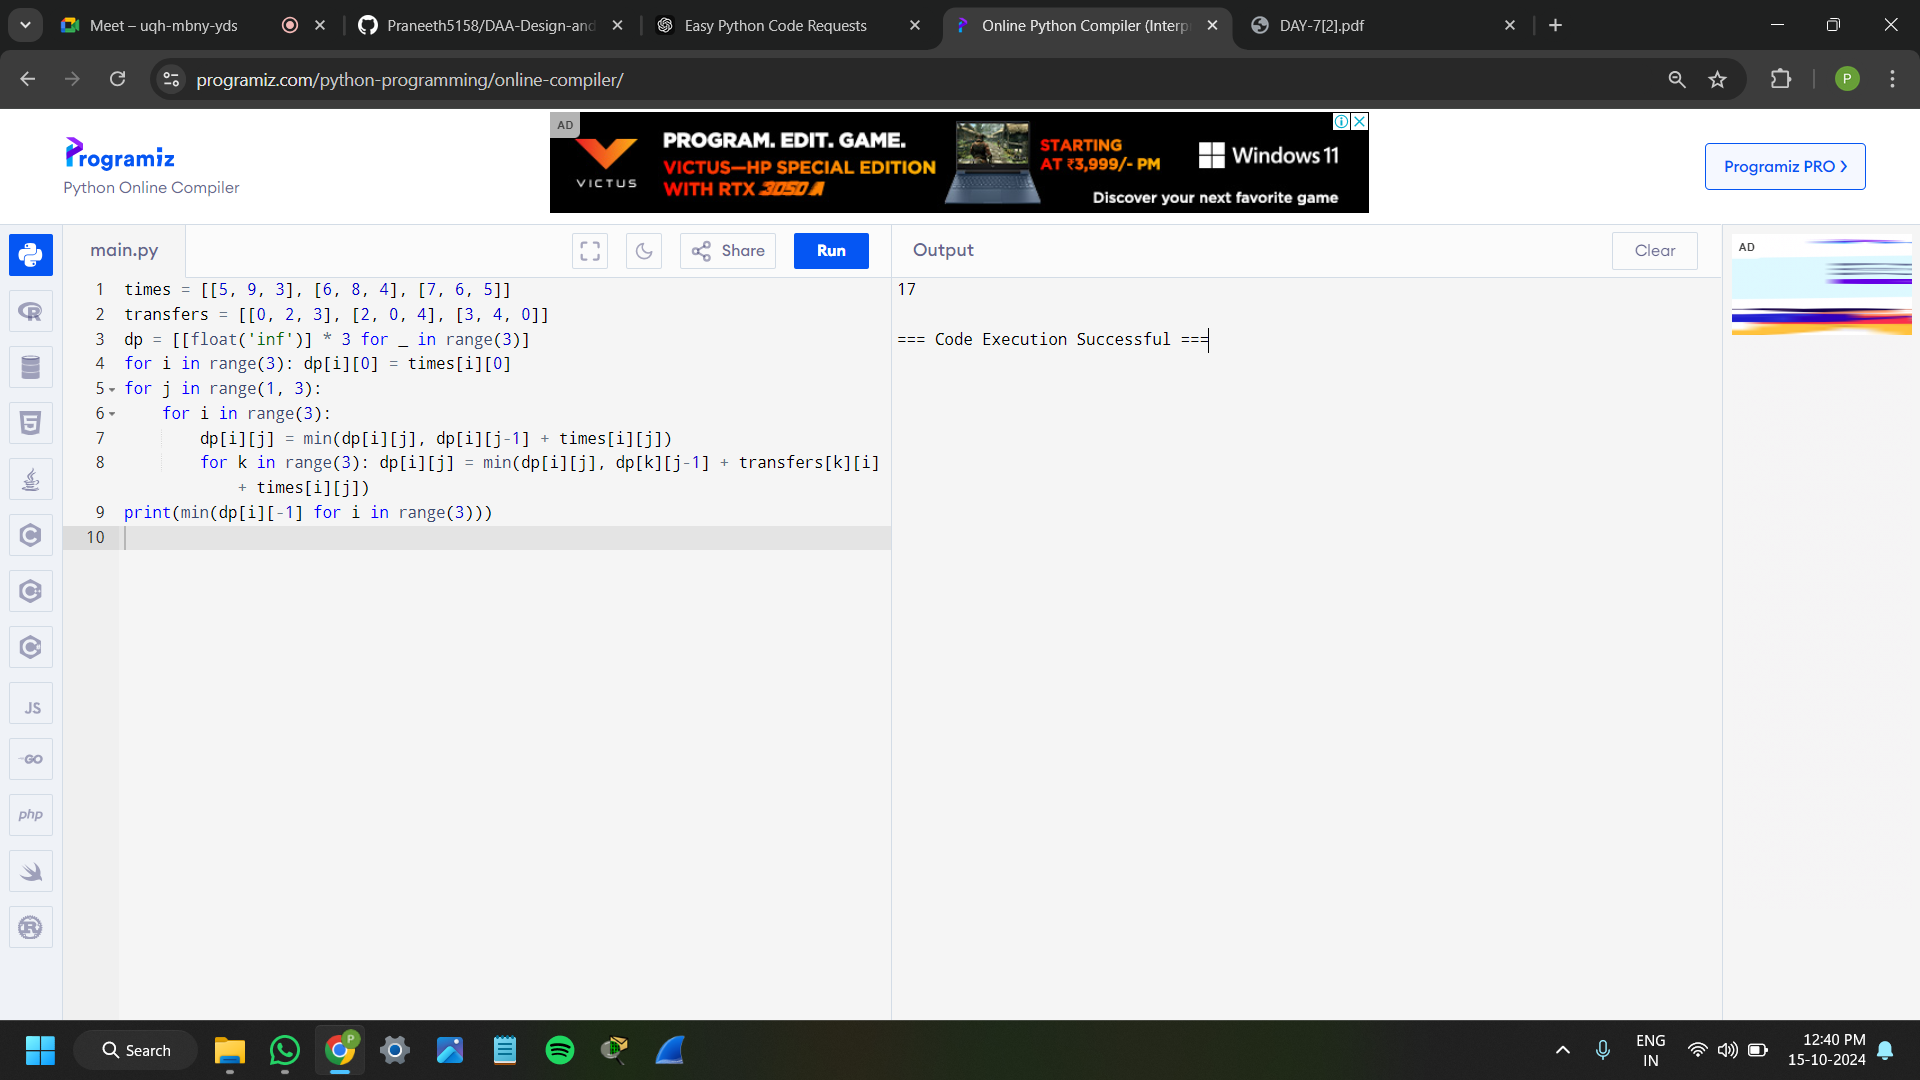 Meet – uqh-mbny-yds
Praneeth5158/DAA-Design-and
Easy Python Code Requests
Online Python Compiler (Interp
DAY-7[2].pdf
programiz.com/python-programming/online-compiler/
P
Programiz
Python Online Compiler
AD
VICTUS
PROGRAM. EDIT. GAME.
VICTUS—HP SPECIAL EDITION
WITH RTX 3050 A
STARTING
AT ₹3,999/- PM
Windows 11
Discover your next favorite game
Programiz PRO
main.py
Share
Run
Output
Clear
AD
1 times = [[5, 9, 3], [6, 8, 4], [7, 6, 5]]
2 transfers = [[0, 2, 3], [2, 0, 4], [3, 4, 0]]
3 dp = [[float('inf')] * 3 for _ in range(3)]
4 for i in range(3): dp[i][0] = times[i][0]
5 for j in range(1, 3):
6 for i in range(3):
7 dp[i][j] = min(dp[i][j], dp[i][j-1] + times[i][j])
8 for k in range(3): dp[i][j] = min(dp[i][j], dp[k][j-1] + transfers[k][i]
+ times[i][j])
9 print(min(dp[i][-1] for i in range(3)))
10
17
=== Code Execution Successful ===
JS
GO
php
Search
P
ENG
IN
12:40 PM
15-10-2024